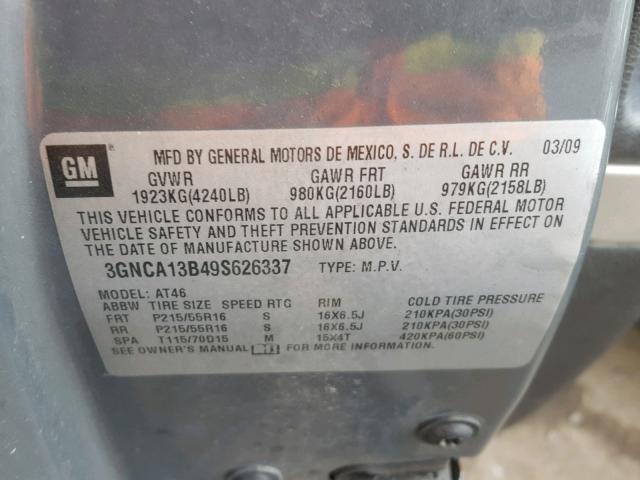 GM
MFD BY GENERAL MOTORS DE MEXICO, S. DE R.L. DE C.V. 03/09
GVWR GAWR FRT GAWR RR
1923KG(4240LB) 980KG(2160LB) 979KG(2158LB)
THIS VEHICLE CONFORMS TO ALL APPLICABLE U.S. FEDERAL MOTOR
VEHICLE SAFETY AND THEFT PREVENTION STANDARDS IN EFFECT ON
THE DATE OF MANUFACTURE SHOWN ABOVE.
3GNCA13B49S626337 TYPE: M.P.V.
MODEL: AT46
ABBW TIRE SIZE SPEED RTG RIM COLD TIRE PRESSURE
FRT P215/55R16 S 16X6.5J 210KPA(30PSI)
RR P215/55R16 S 16X6.5J 210KPA(30PSI)
SPA T115/70D15 M 15X4T 420KPA(60PSI)
SEE OWNER'S MANUAL FOR MORE INFORMATION.